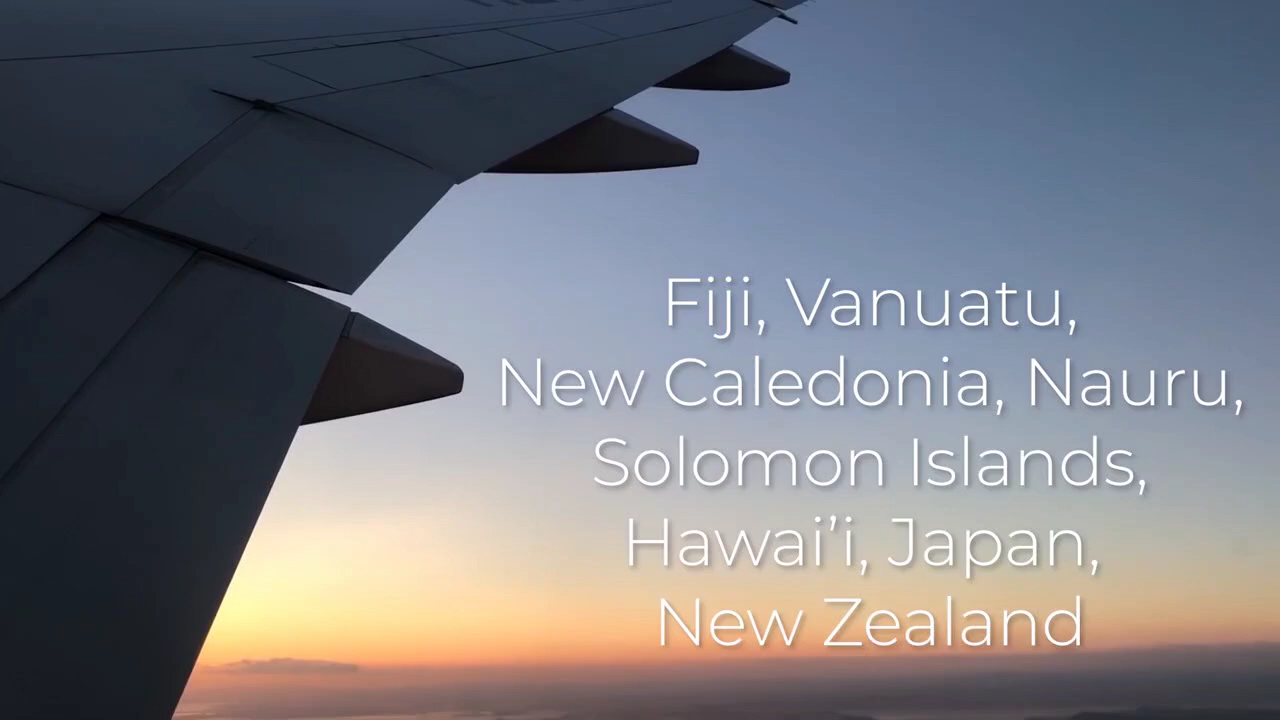 Fiji, Vanuatu,
New Caledonia, Nauru,
Solomon Islands,
Hawai’i, Japan,
New Zealand